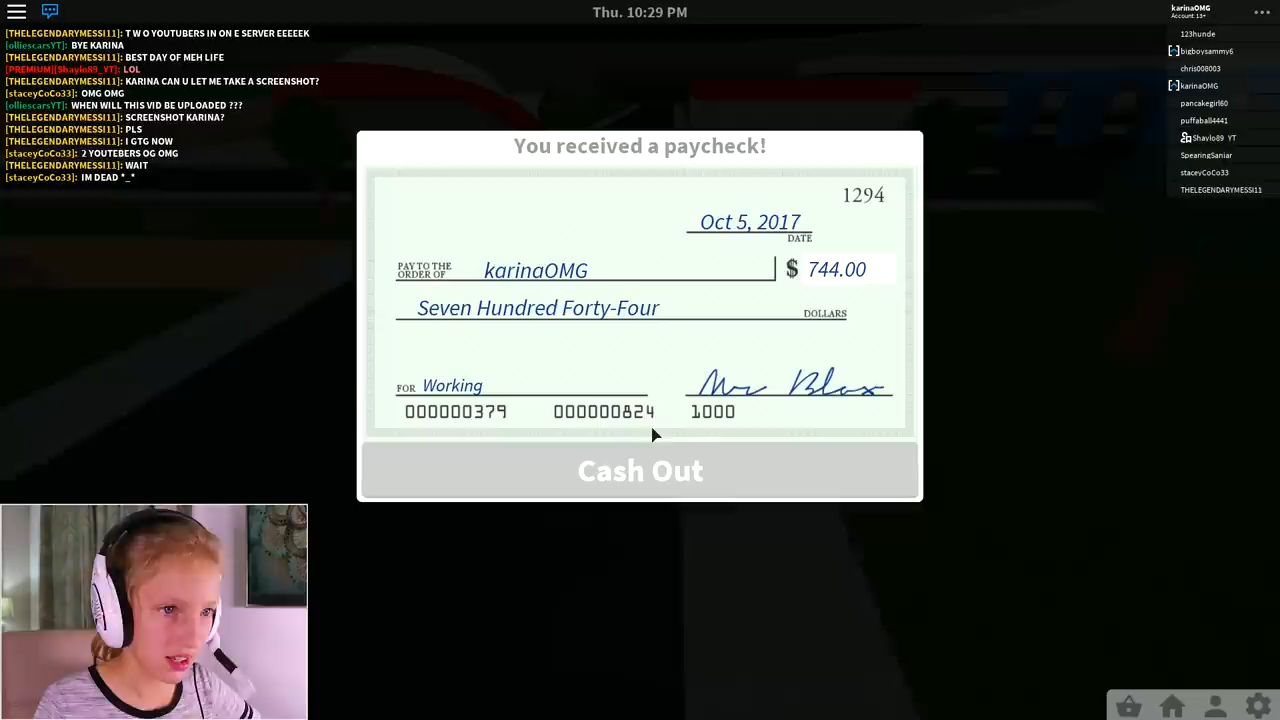 Thu. 10:29 PM
karinaOMG
Account: 13+
[THELEGENDARYMESSI11]: T W O YOUTUBERS IN ON E SERVER EEEEEK
[olliescarsYT]: BYE KARINA
[THELEGENDARYMESSI11]: BEST DAY OF MEH LIFE
[PREMIUM][Shaylo89_YT]: LOL
[THELEGENDARYMESSI11]: KARINA CAN U LET ME TAKE A SCREENSHOT?
[staceyCoCo33]: OMG OMG
[olliescarsYT]: WHEN WILL THIS VID BE UPLOADED ???
[THELEGENDARYMESSI11]: SCREENSHOT KARINA?
[THELEGENDARYMESSI11]: PLS
[THELEGENDARYMESSI11]: I GTG NOW
[staceyCoCo33]: 2 YOUTEBERS OG OMG
[THELEGENDARYMESSI11]: WAIT
[staceyCoCo33]: IM DEAD *_*
123hunde
bigboysammy6
chris008003
karinaOMG
pancakegirl60
puffaball4441
Shaylo89_YT
SpearingSaniar
staceyCoCo33
THELEGENDARYMESSI11
You received a paycheck!
1294
Oct 5, 2017
DATE
PAY TO THE
ORDER OF karinaOMG $ 744.00
Seven Hundred Forty-Four DOLLARS
FOR Working Mr Blox
000000379 000000824 1000
Cash Out